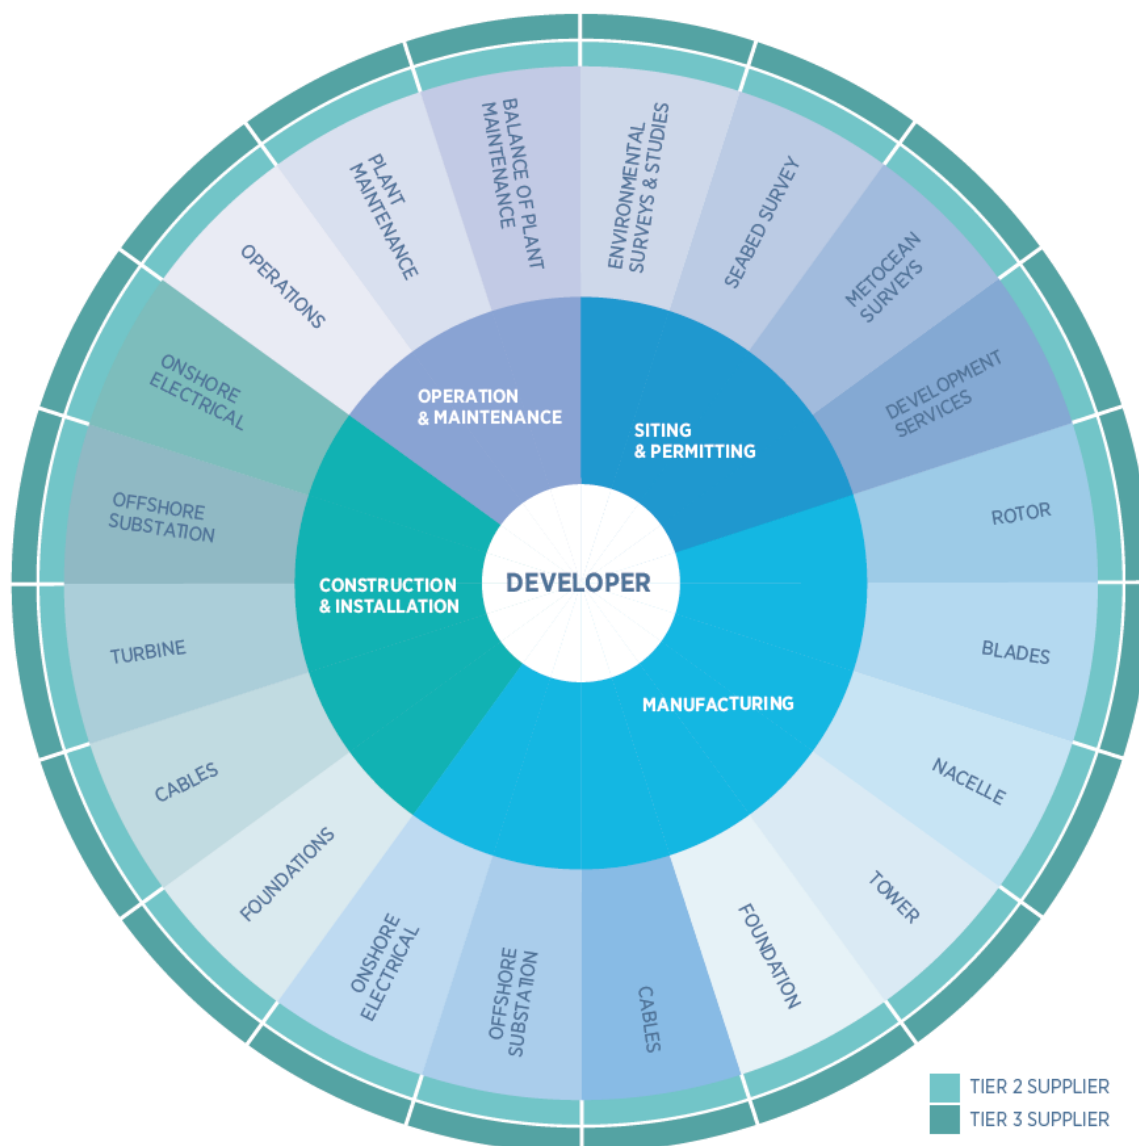 DEVELOPER
SITING
& PERMITTING
MANUFACTURING
CONSTRUCTION
& INSTALLATION
OPERATION
& MAINTENANCE
ENVIRONMENTAL
SURVEYS & STUDIES
SEABED SURVEY
METOCEAN
SURVEYS
DEVELOPMENT
SERVICES
ROTOR
BLADES
NACELLE
TOWER
FOUNDATION
CABLES
OFFSHORE
SUBSTATION
ONSHORE
ELECTRICAL
FOUNDATIONS
CABLES
TURBINE
OFFSHORE
SUBSTATION
ONSHORE
ELECTRICAL
OPERATIONS
PLANT
MAINTENANCE
BALANCE OF PLANT
MAINTENANCE
TIER 2 SUPPLIER
TIER 3 SUPPLIER